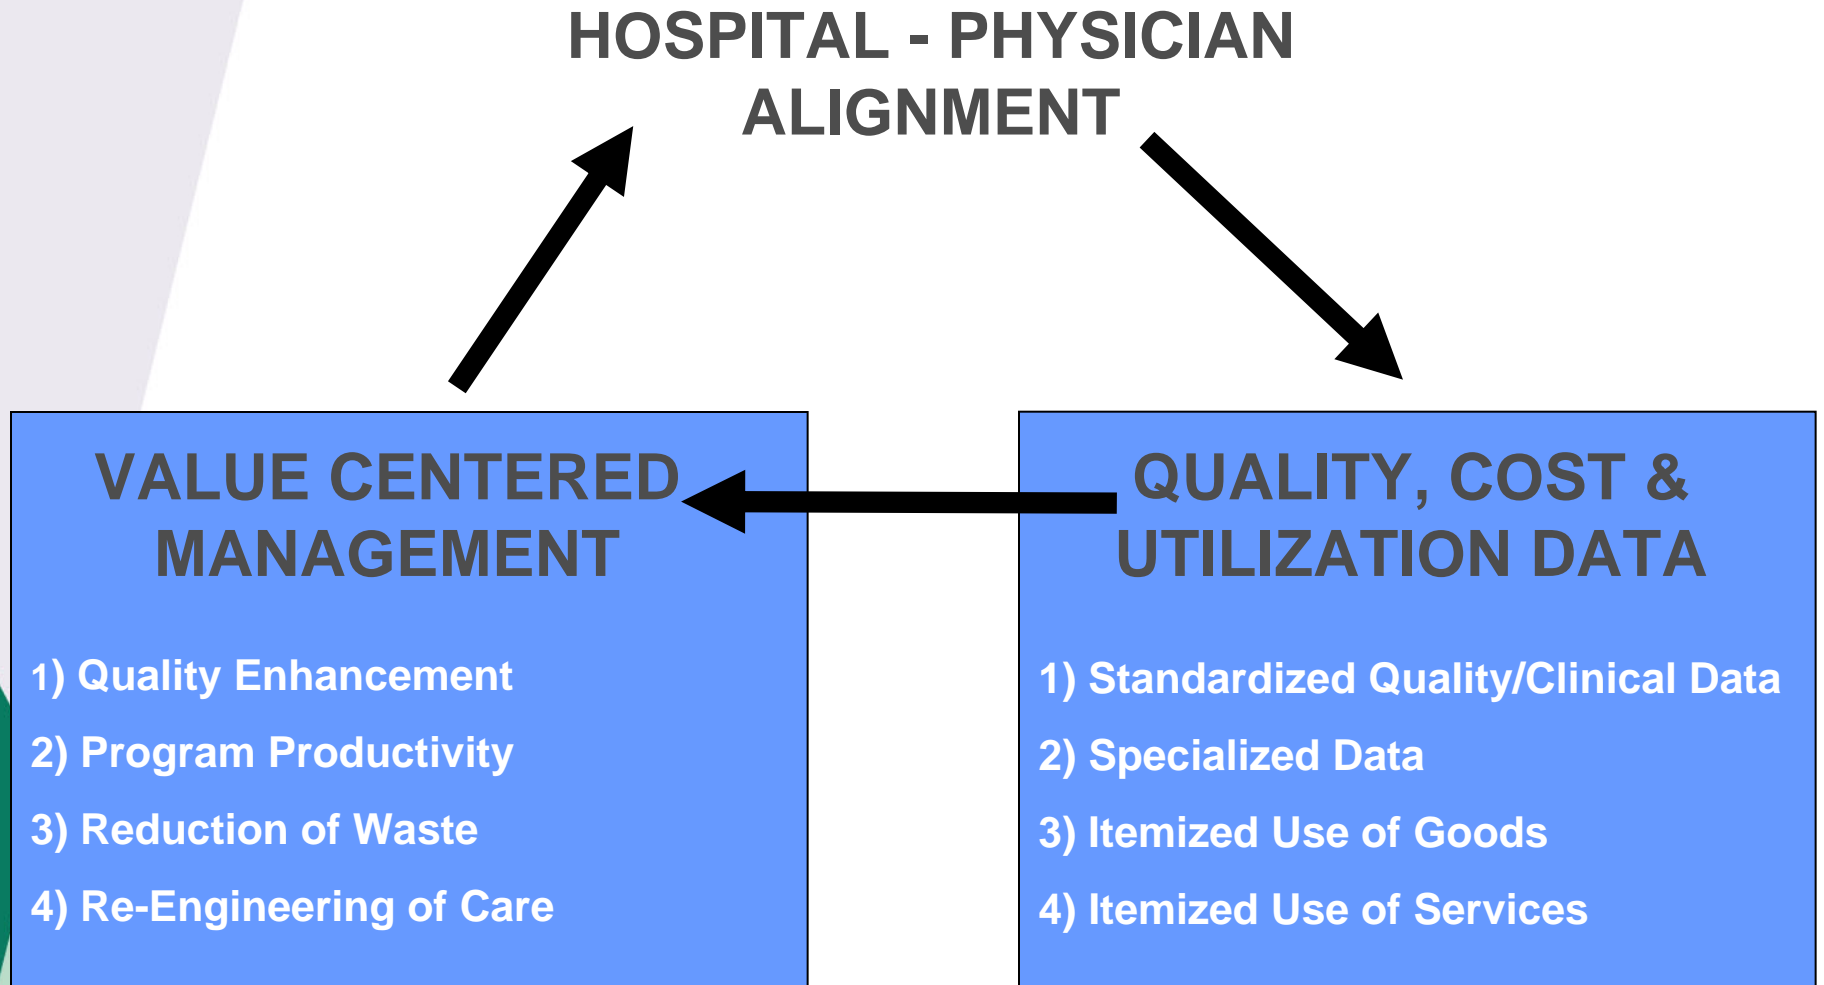 HOSPITAL - PHYSICIAN
ALIGNMENT
VALUE CENTERED
MANAGEMENT
1) Quality Enhancement
2) Program Productivity
3) Reduction of Waste
4) Re-Engineering of Care
QUALITY, COST &
UTILIZATION DATA
1) Standardized Quality/Clinical Data
2) Specialized Data
3) Itemized Use of Goods
4) Itemized Use of Services